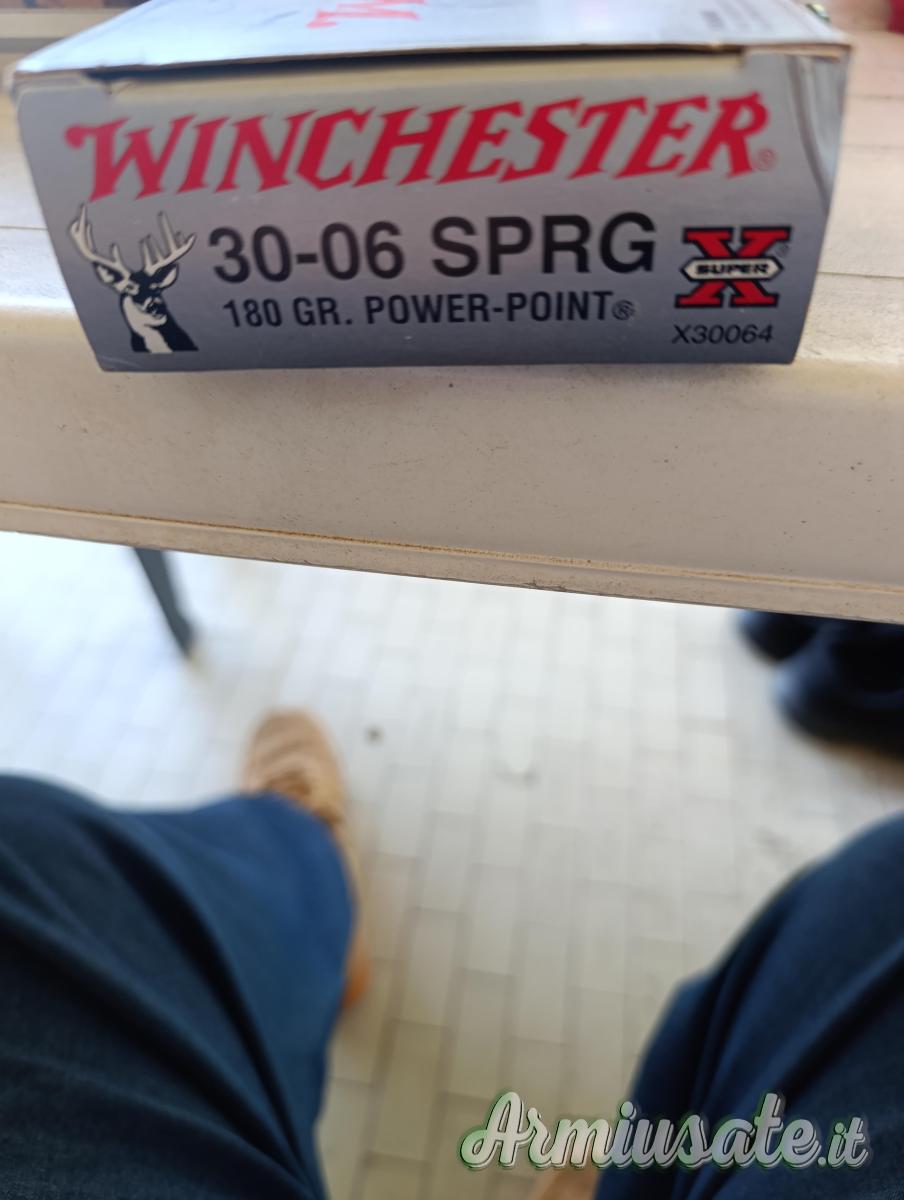 WINCHESTER®
30-06 SPRG
180 GR. POWER-POINT®
X SUPER®
X30064
Armiusate.it